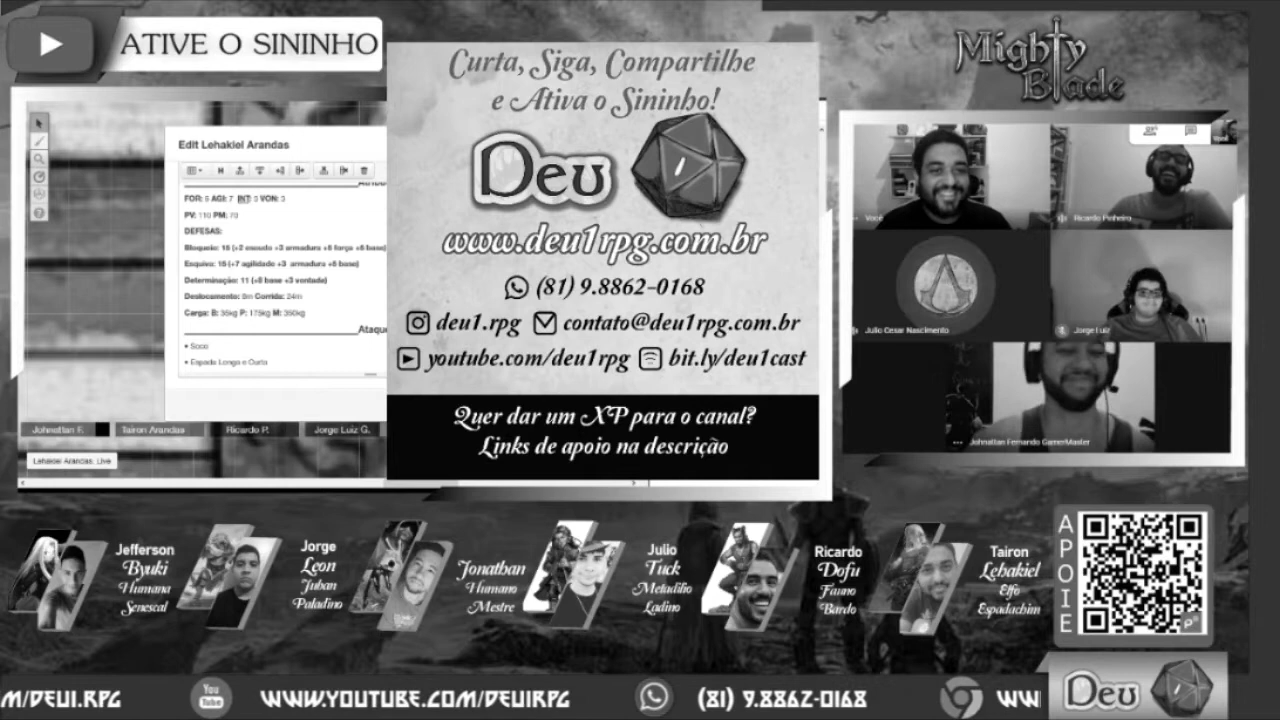 ATIVE O SININHO
Curta, Siga, Compartilhe
e Ativa o Sininho!
Deu
www.deu1rpg.com.br
(81) 9.8862-0168
deu1.rpg contato@deu1rpg.com.br
youtube.com/deu1rpg bit.ly/deu1cast
Quer dar um XP para o canal?
Links de apoio na descrição
Mighty
Blade
Edit Lehakiel Arandas
FOR: 5 AGI: 7 INT: 3 VON: 3
PV: 110 PM: 70
DEFESAS:
Bloqueio: 18 (+2 escudo +3 armadura +5 força +5 base)
Esquiva: 15 (+7 agilidade +3 armadura +5 base)
Determinação: 11 (+8 base +3 vontade)
Deslocamento: 8m Corrida: 24m
Carga: B: 35kg P: 175kg M: 350kg
Ataqu
• Soco
• Espada Longa e Curta
Johnattan F. Tairon Arandas Ricardo P. Jorge Luiz G.
Lehakiel Arandas: Live
Você
Ricardo Pinheiro
Julio Cesar Nascimento
Jorge Luiz
Johnattan Fernando GamerMaster
Jefferson
Byuki
Humana
Senescal
Jorge
Leon
Juban
Paladino
Jonathan
Humano
Mestre
Julio
Tuck
Metadílio
Ladino
Ricardo
Dofu
Fauno
Bardo
Tairon
Lehakiel
Elfo
Espadachim
APOIE
M/DEU1.RPG
You
Tube
WWW.YOUTUBE.COM/DEU1RPG
(81) 9.8862-0168
WW
Deu